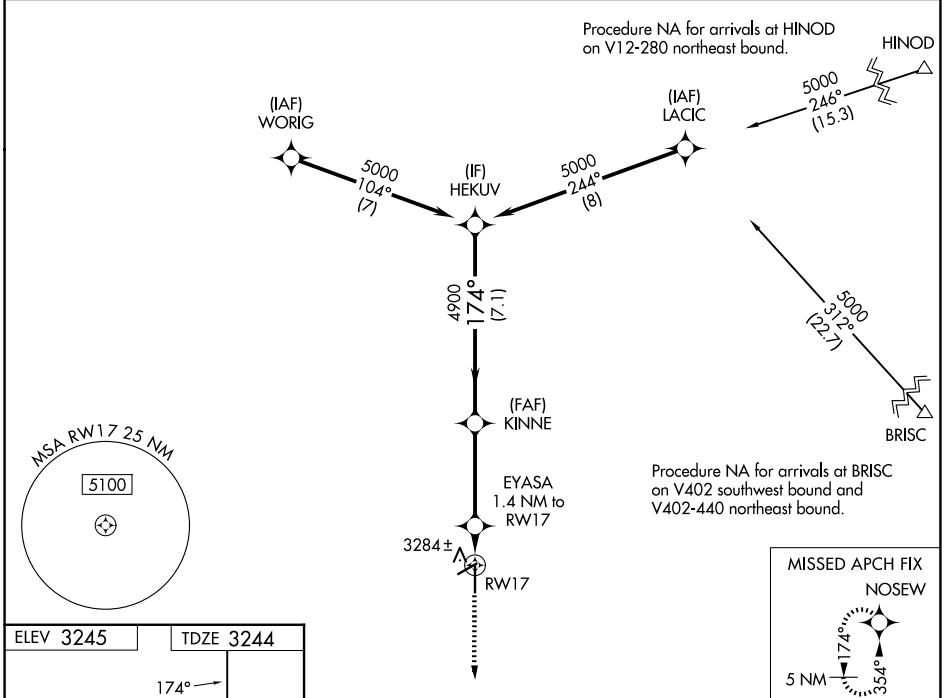 Procedure NA for arrivals at HINOD
on V12-280 northeast bound.
HINOD
5000
246°
(15.3)
(IAF)
WORIG
(IAF)
LACIC
5000
104°
(7)
(IF)
HEKUV
5000
244°
(8)
4900
174°
(7.1)
5000
312°
(22.7)
BRISC
(FAF)
KINNE
MSA RW17 25 NM
5100
EYASA
1.4 NM to
RW17
Procedure NA for arrivals at BRISC
on V402 southwest bound and
V402-440 northeast bound.
3284±
RW17
MISSED APCH FIX
NOSEW
174°
354°
5 NM
ELEV 3245
TDZE 3244
174°